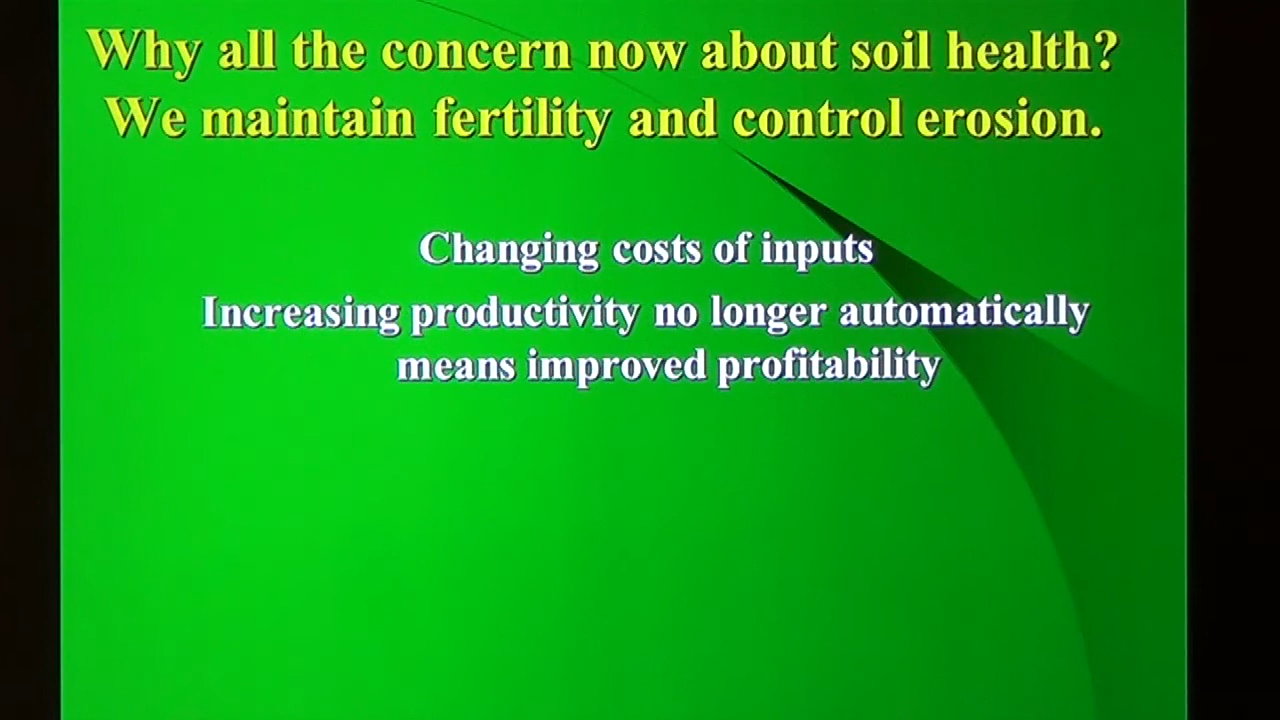 Why all the concern now about soil health?
We maintain fertility and control erosion.
Changing costs of inputs
Increasing productivity no longer automatically
means improved profitability